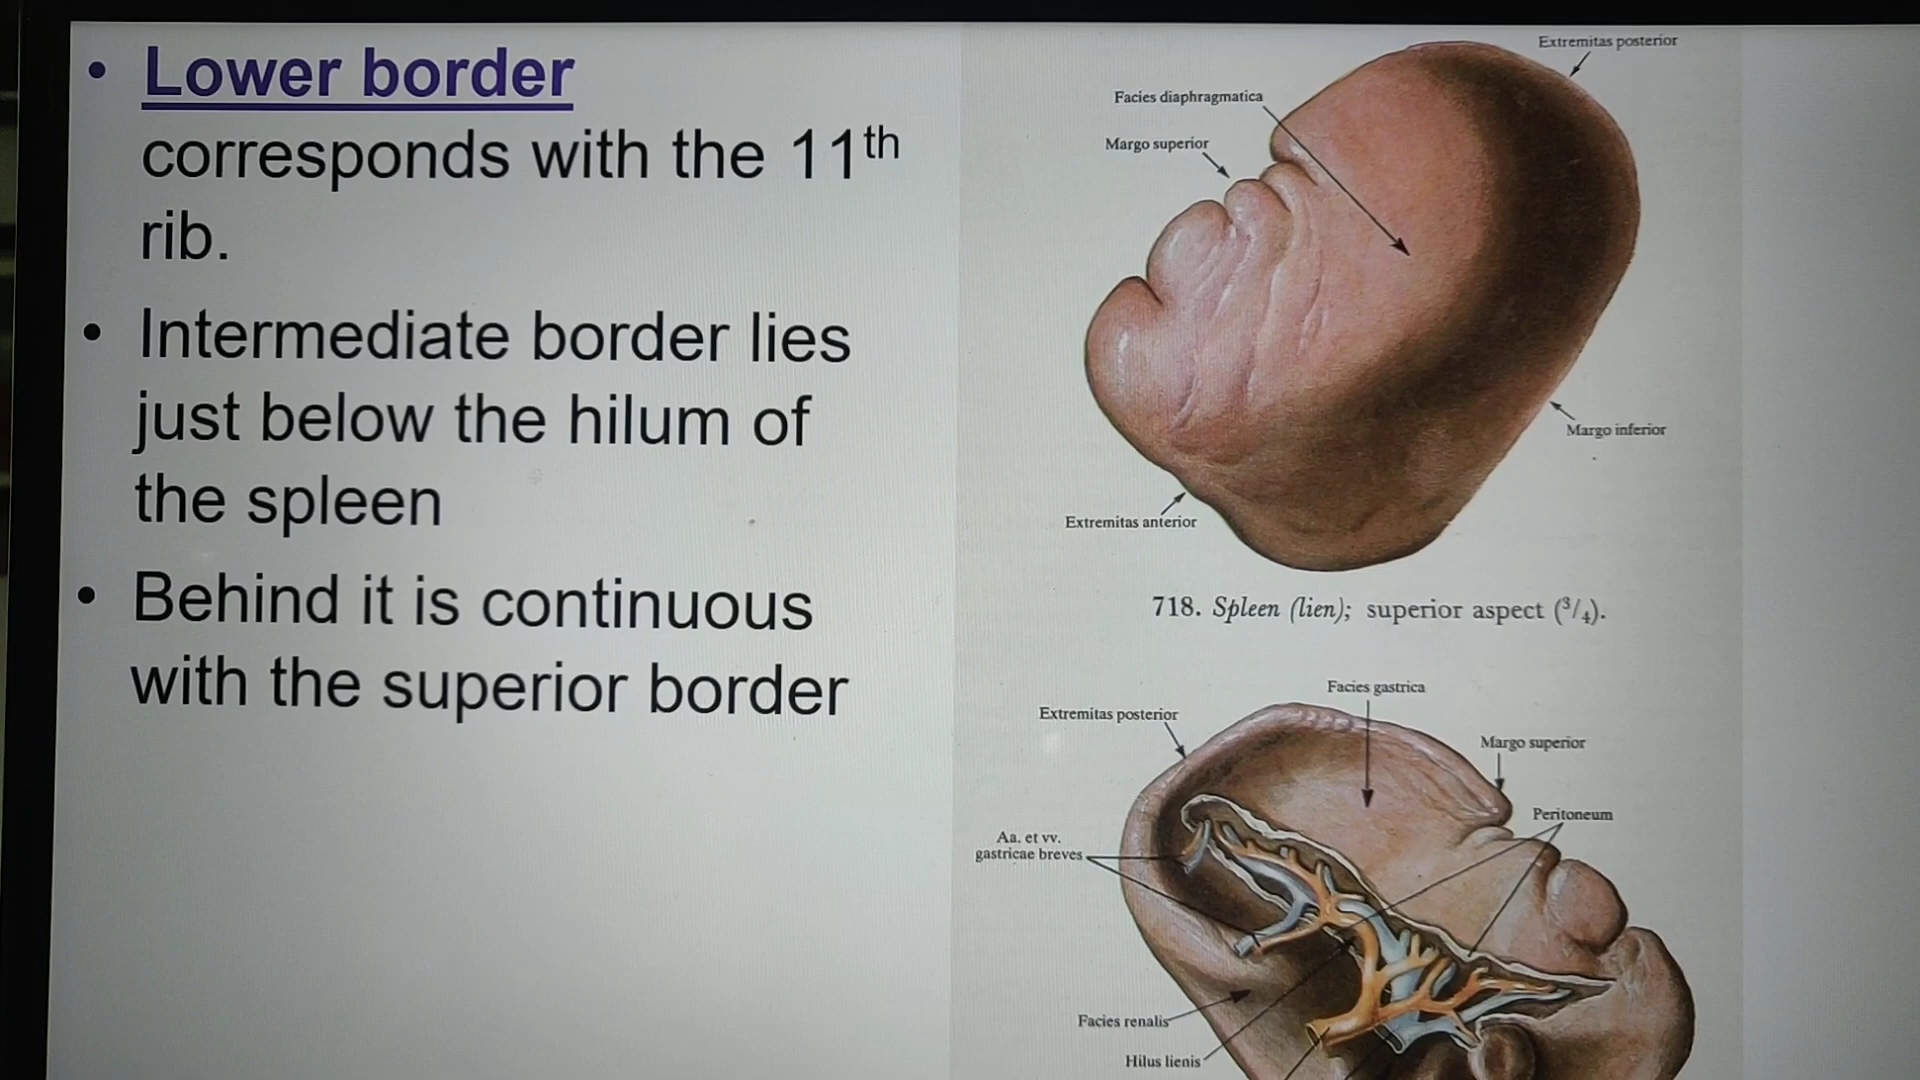 • Lower border
corresponds with the 11th
rib.
• Intermediate border lies
just below the hilum of
the spleen
• Behind it is continuous
with the superior border
Extremitas posterior
Facies diaphragmatica
Margo superior
Margo inferior
Extremitas anterior
718. Spleen (lien); superior aspect (3/4).
Facies gastrica
Extremitas posterior
Margo superior
Peritoneum
Aa. et vv.
gastricae breves
Facies renalis
Hilus lienis